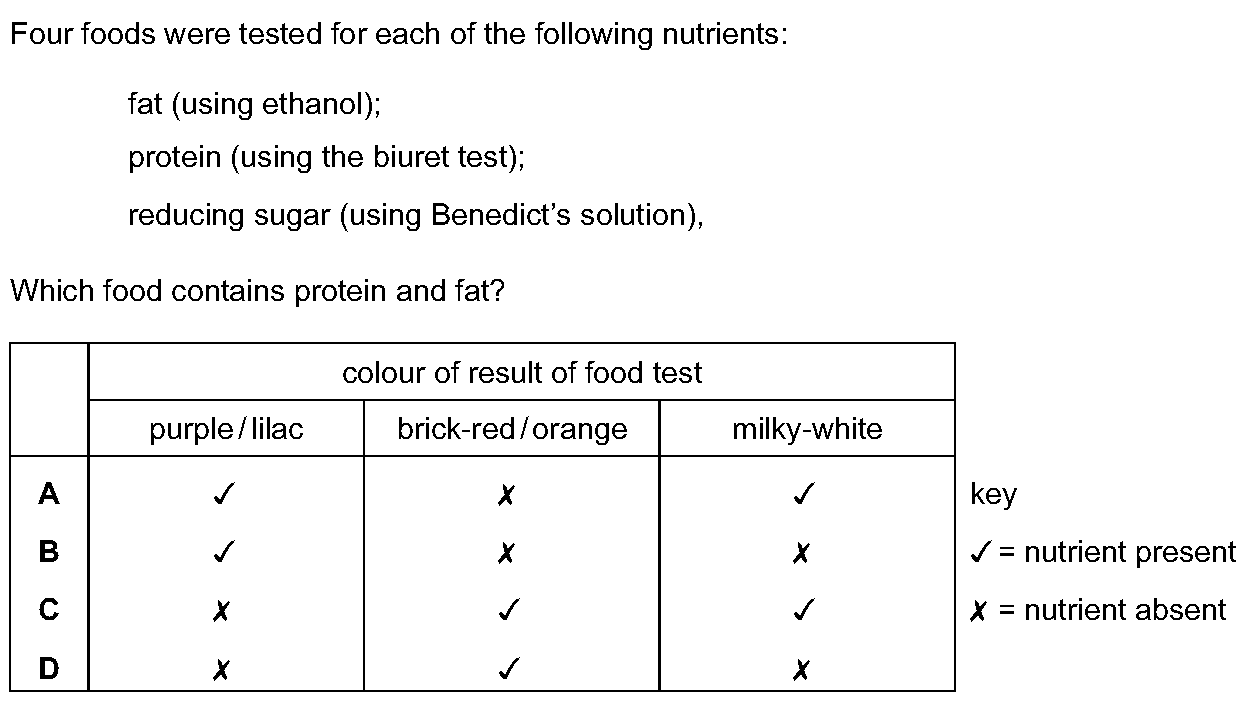 Four foods were tested for each of the following nutrients:
fat (using ethanol);
protein (using the biuret test);
reducing sugar (using Benedict’s solution),
Which food contains protein and fat?
colour of result of food test
purple / lilac brick-red / orange milky-white
A ✓ ✗ ✓ key
B ✓ ✗ ✗ ✓ = nutrient present
C ✗ ✓ ✓ ✗ = nutrient absent
D ✗ ✓ ✗